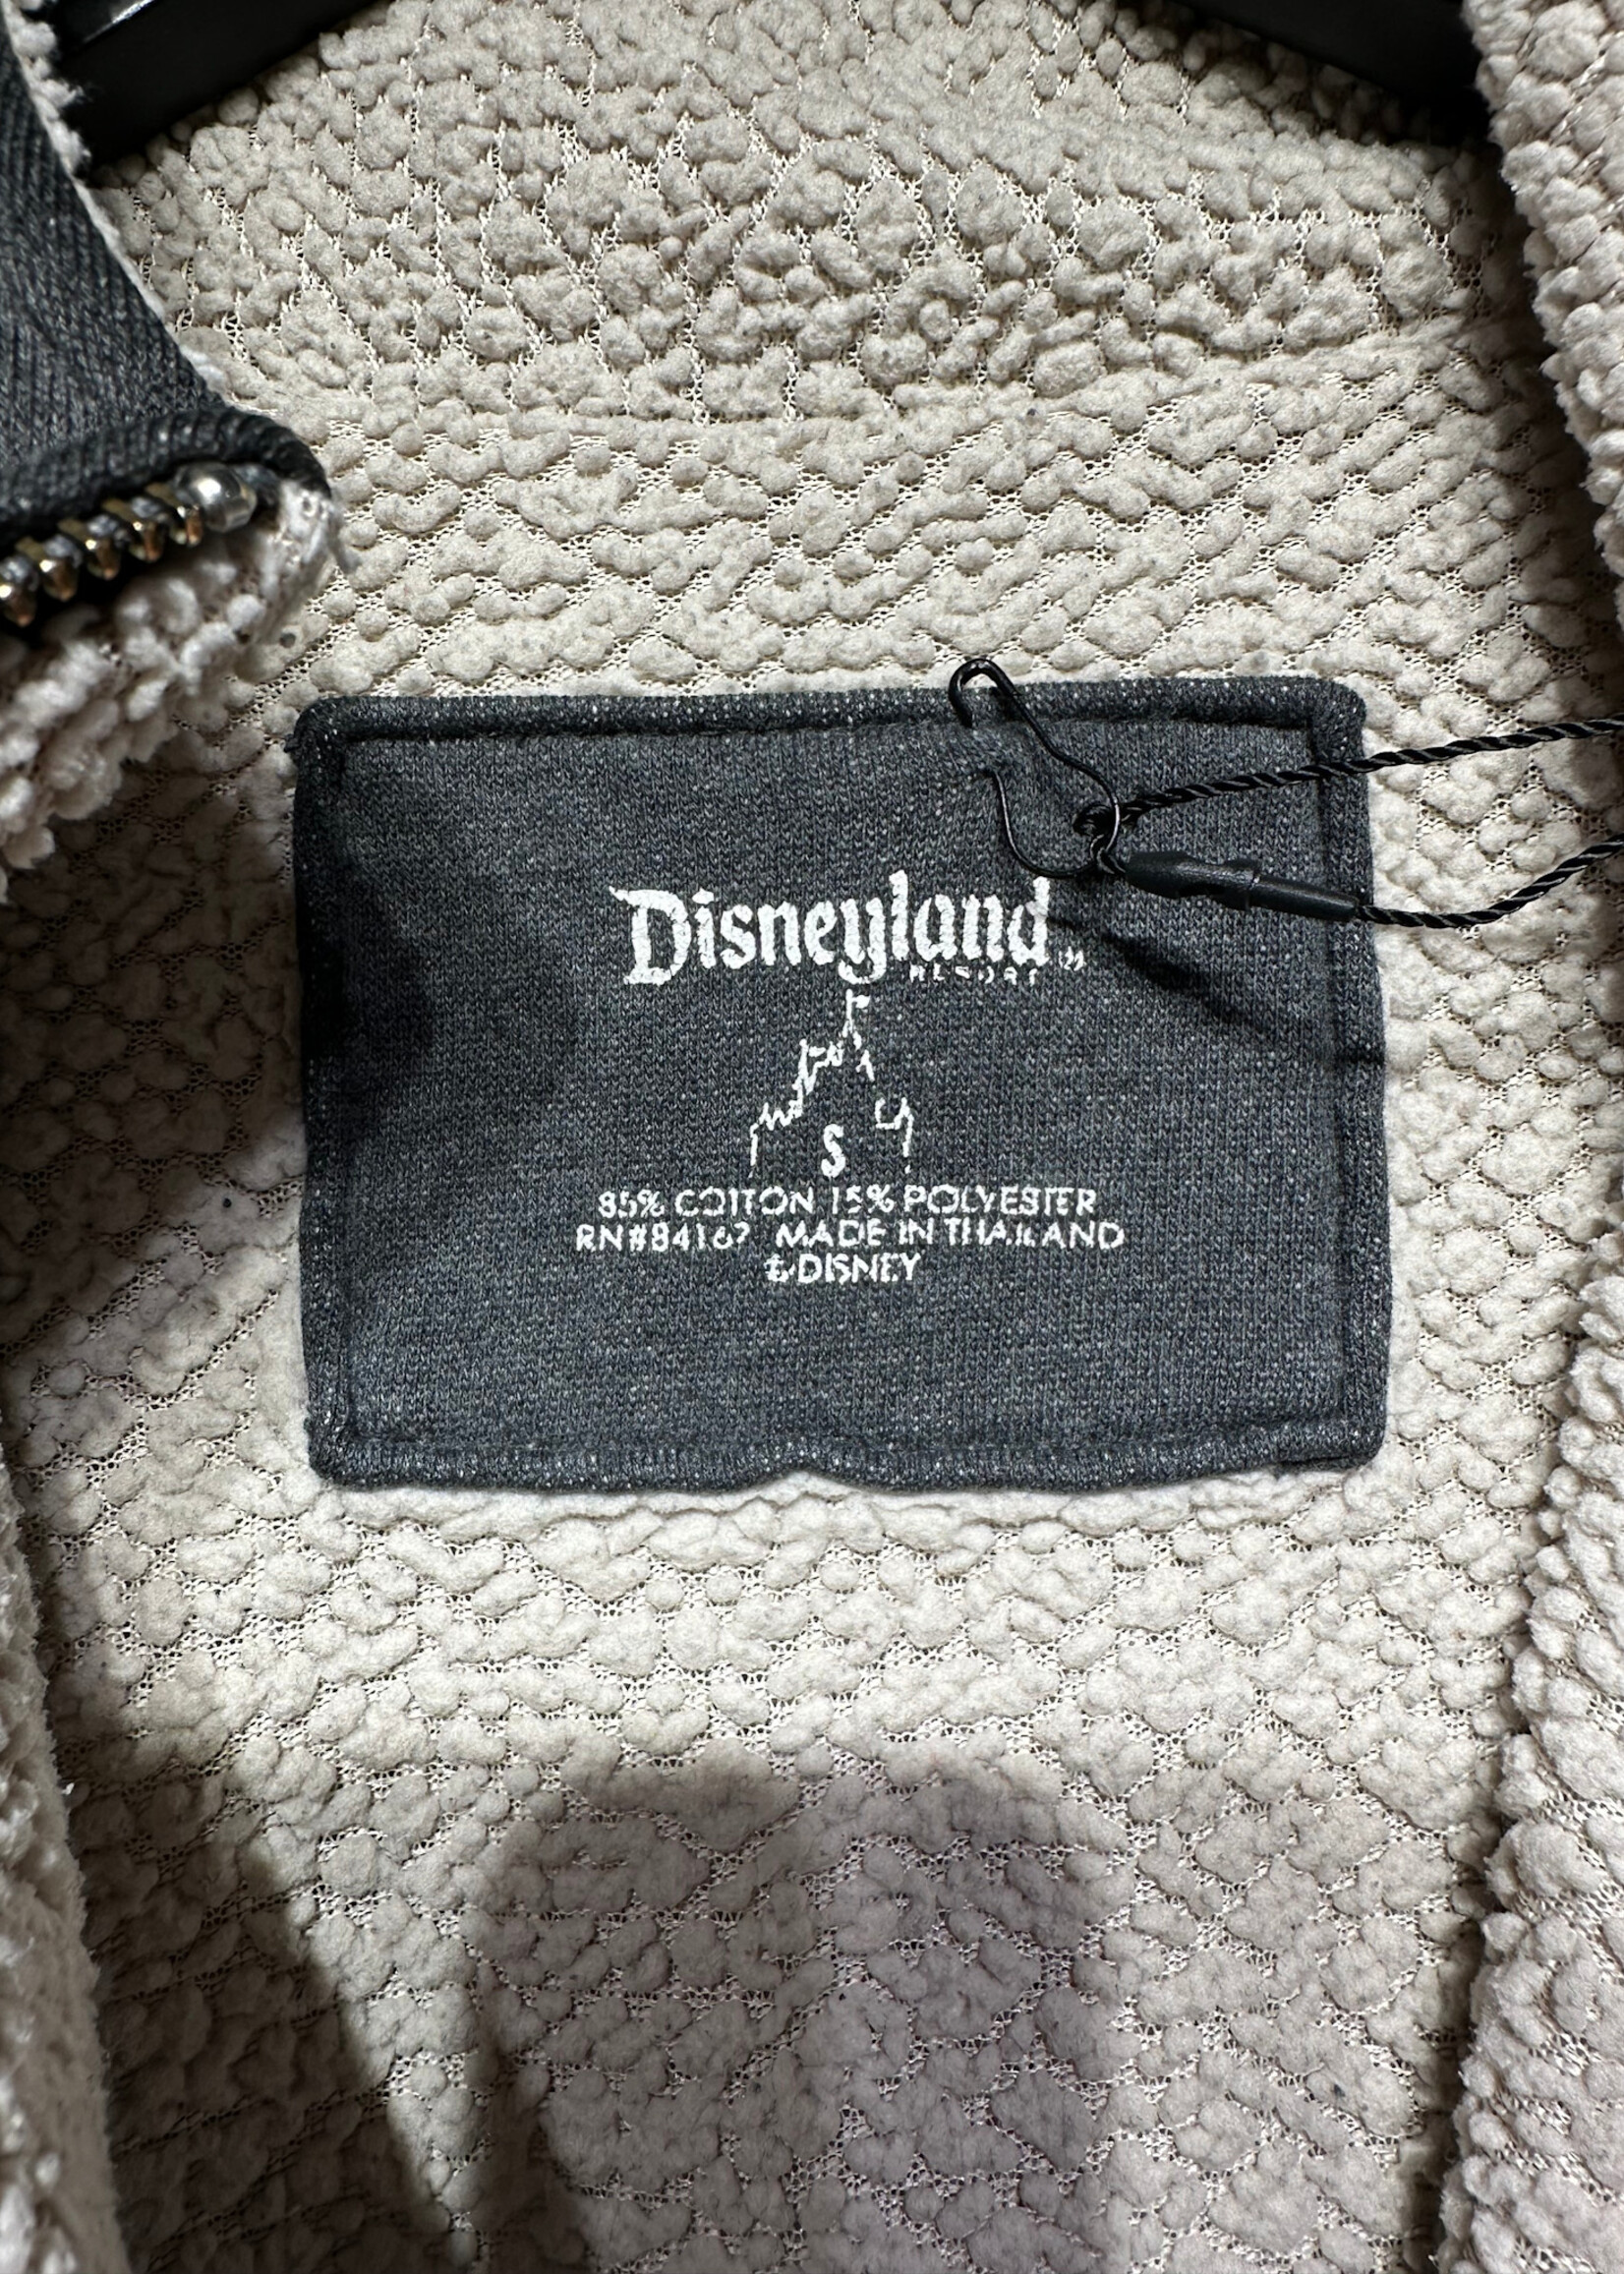 Disneyland
RESORT
S
85% COTTON 15% POLYESTER
RN#84167 MADE IN THAILAND
© DISNEY